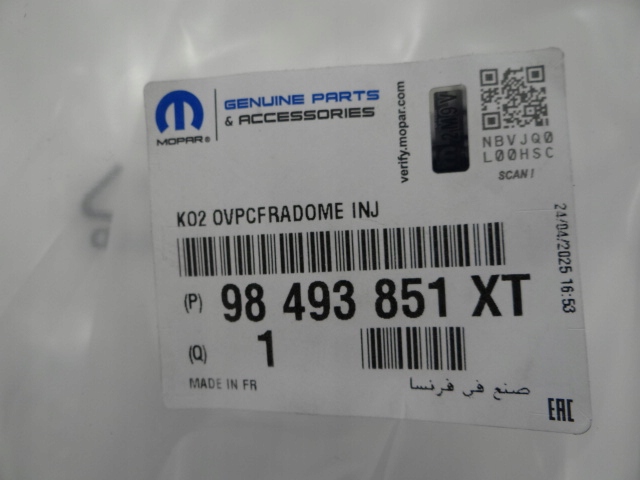 MOPAR®
GENUINE PARTS
& ACCESSORIES
verify.mopar.com
NBVJQ0
L00HSC
SCAN!
K02 OVPCFRADOME INJ
24/04/2025 16:53
(P) 98 493 851 XT
(Q) 1
MADE IN FR
صنع في فرنسا
EAC